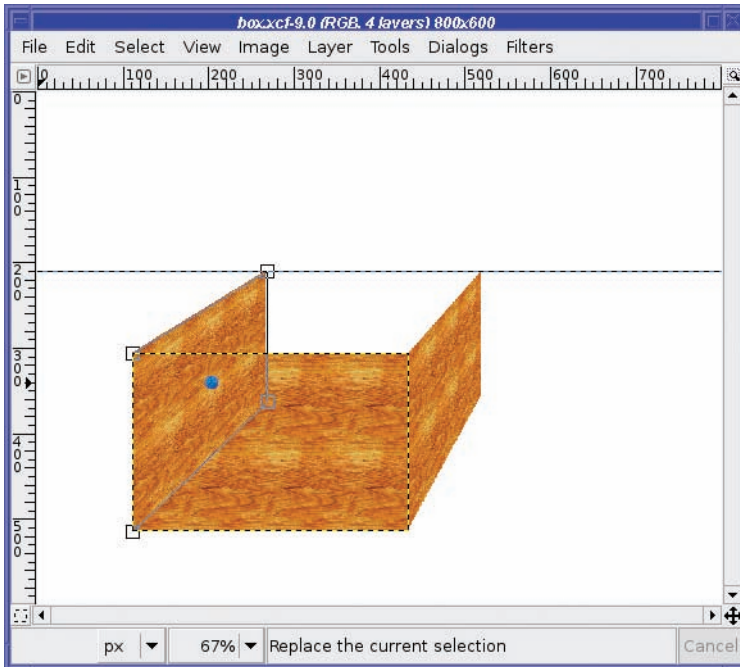 box.xcf-9.0 (RGB, 4 layers) 800x600
File Edit Select View Image Layer Tools Dialogs Filters
0 100 200 300 400 500 600 700
0
100
200
300
400
500
px 67% Replace the current selection Cancel